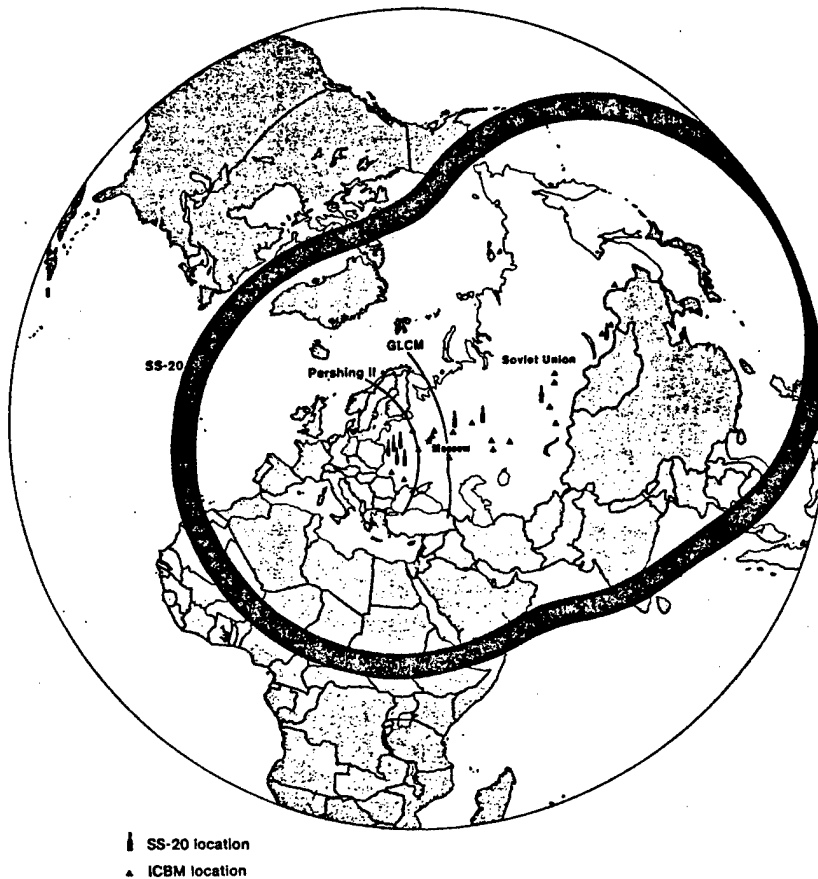 GLCM
Soviet Union
SS-20
Pershing II
Moscow
SS-20 location
ICBM location